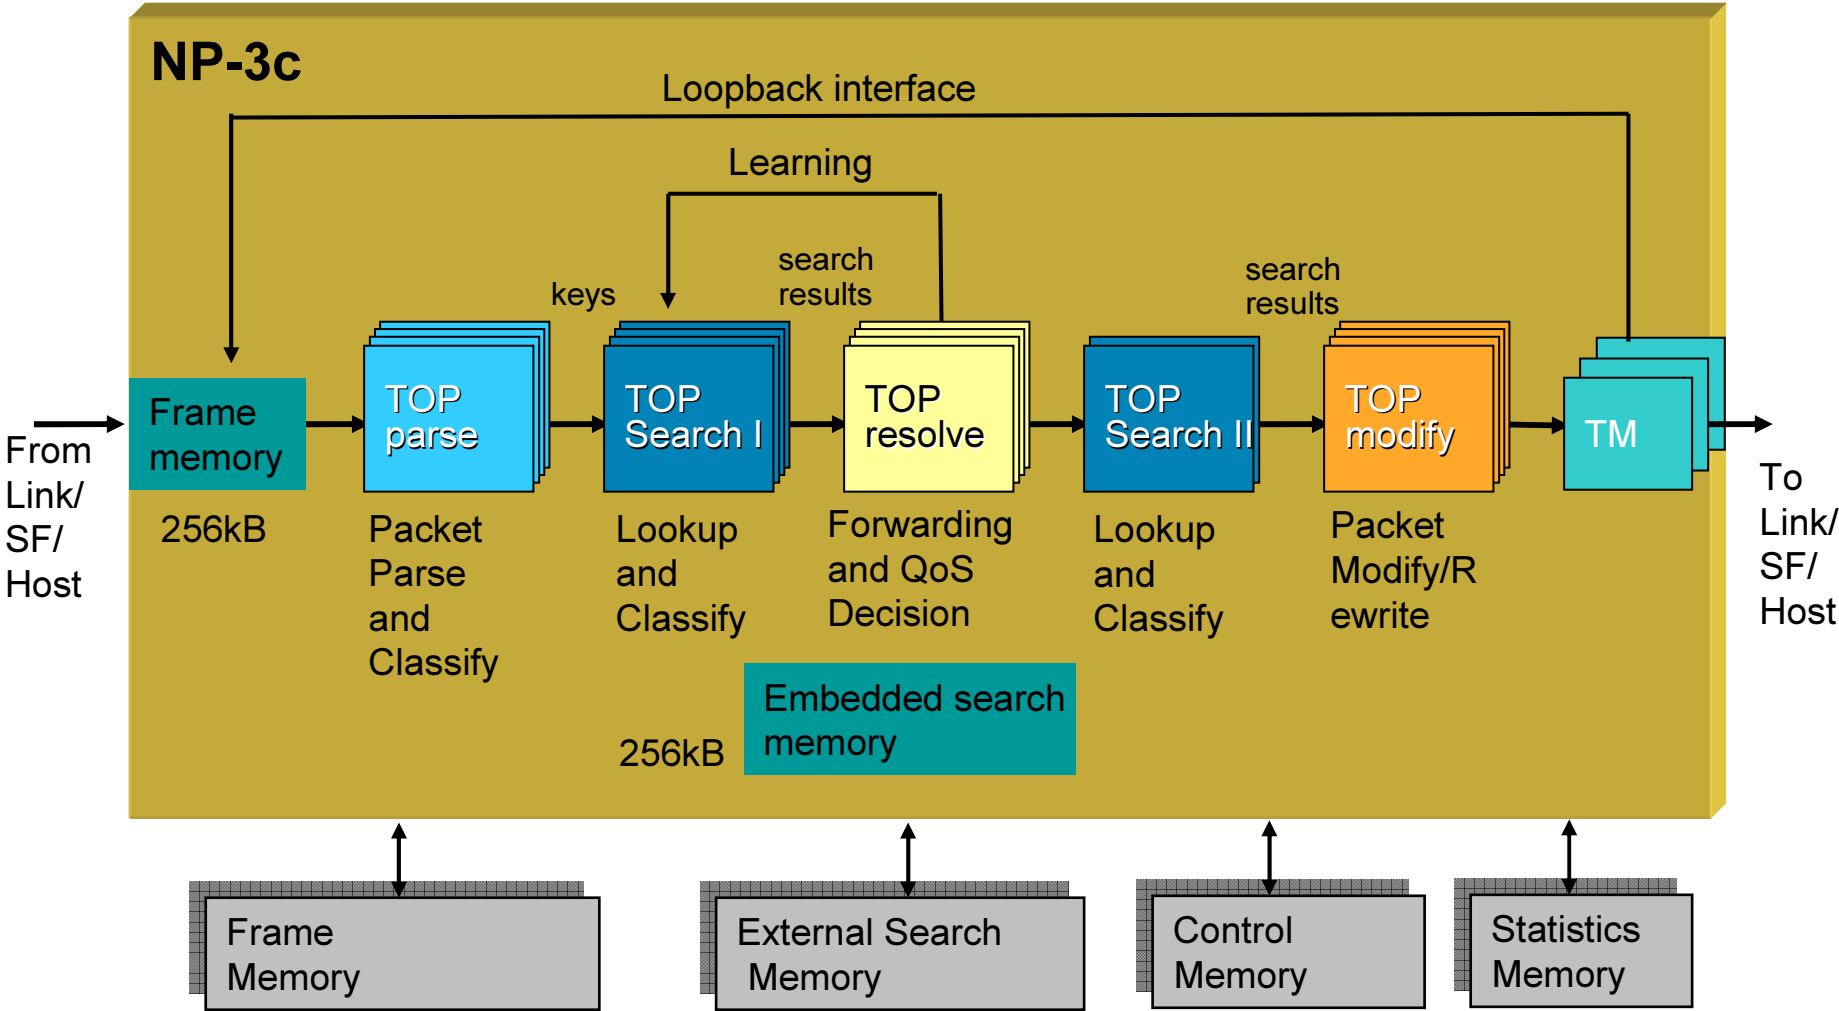 NP-3c
Loopback interface
Learning
keys
search
results
search
results
From
Link/
SF/
Host
Frame
memory
256kB
TOP
parse
Packet
Parse
and
Classify
TOP
Search I
Lookup
and
Classify
TOP
resolve
Forwarding
and QoS
Decision
TOP
Search II
Lookup
and
Classify
TOP
modify
Packet
Modify/R
ewrite
TM
To
Link/
SF/
Host
256kB
Embedded search
memory
Frame
Memory
External Search
Memory
Control
Memory
Statistics
Memory